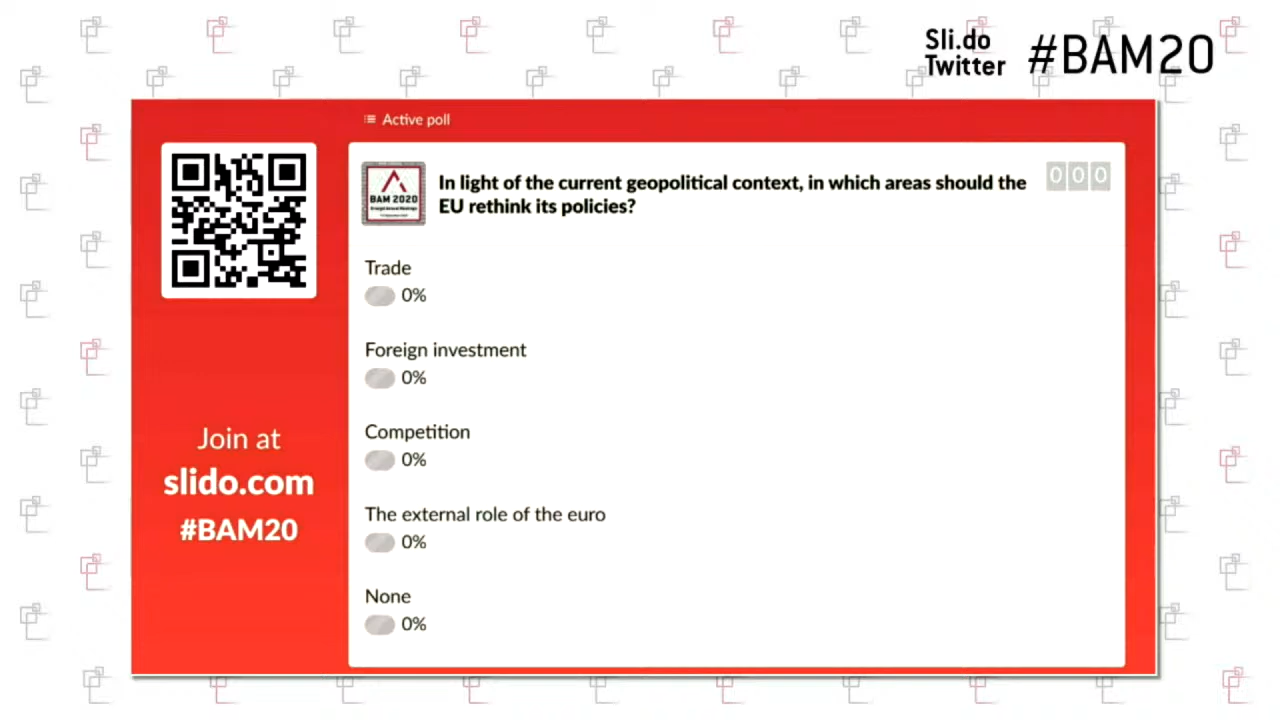 Sli.do
Twitter
#BAM20
Active poll
BAM 2020
In light of the current geopolitical context, in which areas should the
EU rethink its policies?
000
Trade
0%
Foreign investment
0%
Competition
0%
The external role of the euro
0%
None
0%
Join at
slido.com
#BAM20